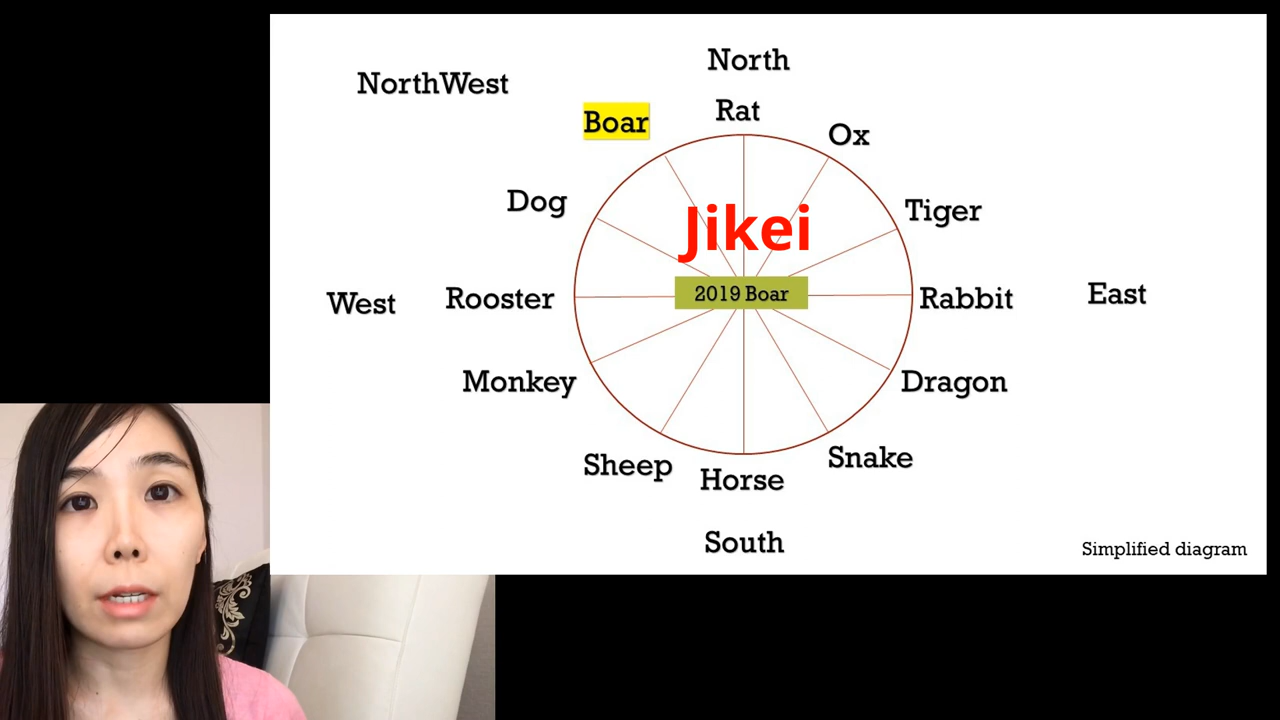 North
NorthWest
Boar
Rat
Ox
Dog
Tiger
Jikei
2019 Boar
West
Rooster
Rabbit
East
Monkey
Dragon
Sheep
Horse
Snake
South
Simplified diagram